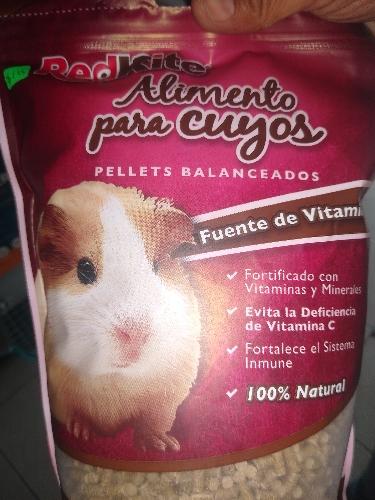 RedKite
Alimento
para cuyos
PELLETS BALANCEADOS
Fuente de
✓ Fortificado con
Vitaminas y Minerales
✓ Evita la Deficiencia
de Vitamina C
✓ Fortalece el Sistema
Inmune
✓ 100% Natural